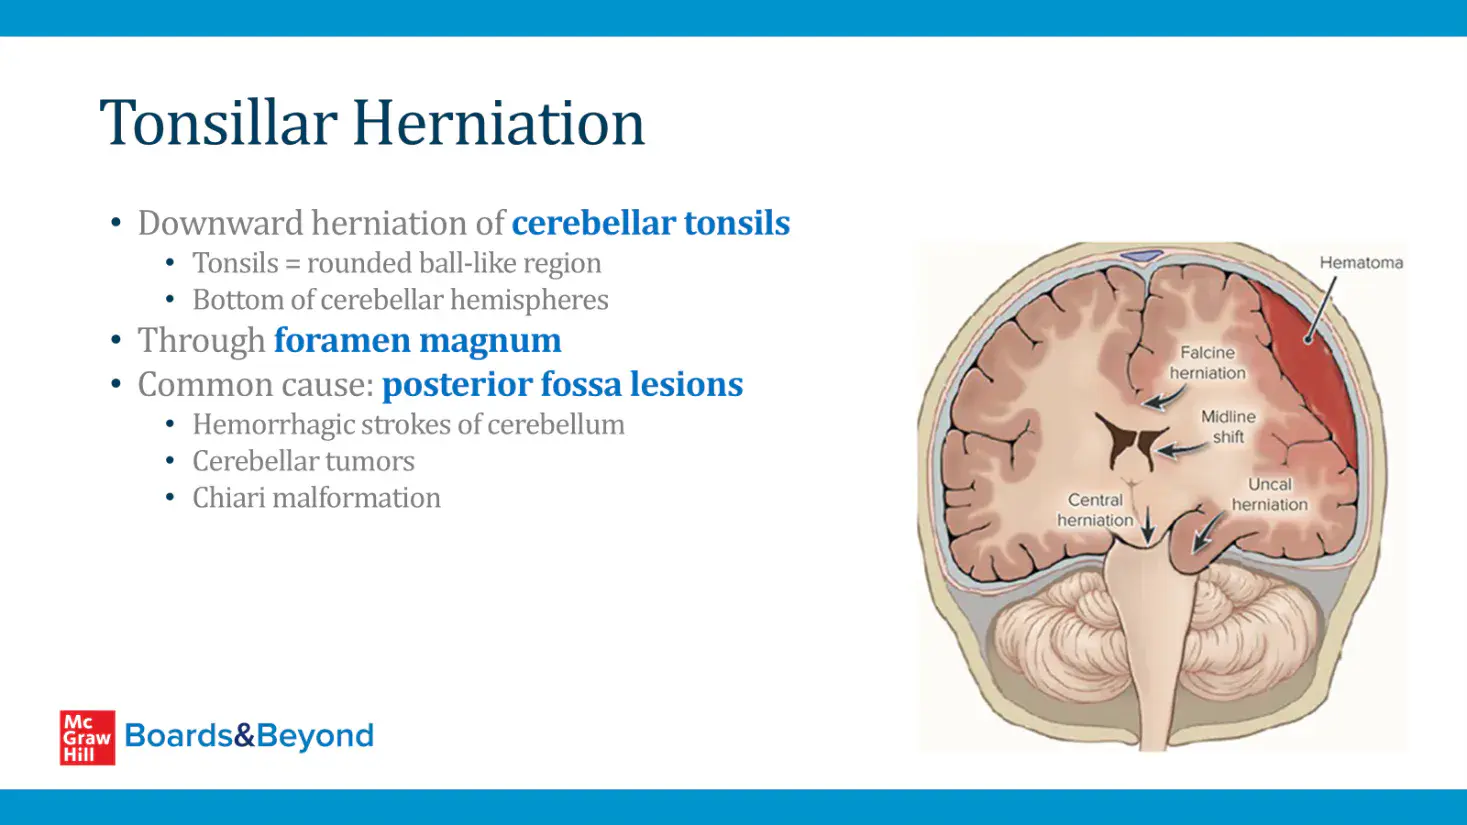 Tonsillar Herniation
• Downward herniation of cerebellar tonsils
• Tonsils = rounded ball-like region
• Bottom of cerebellar hemispheres
• Through foramen magnum
• Common cause: posterior fossa lesions
• Hemorrhagic strokes of cerebellum
• Cerebellar tumors
• Chiari malformation
Hematoma
Falcine
herniation
Midline
shift
Uncal
herniation
Central
herniation
Mc
Graw
Hill
Boards&Beyond